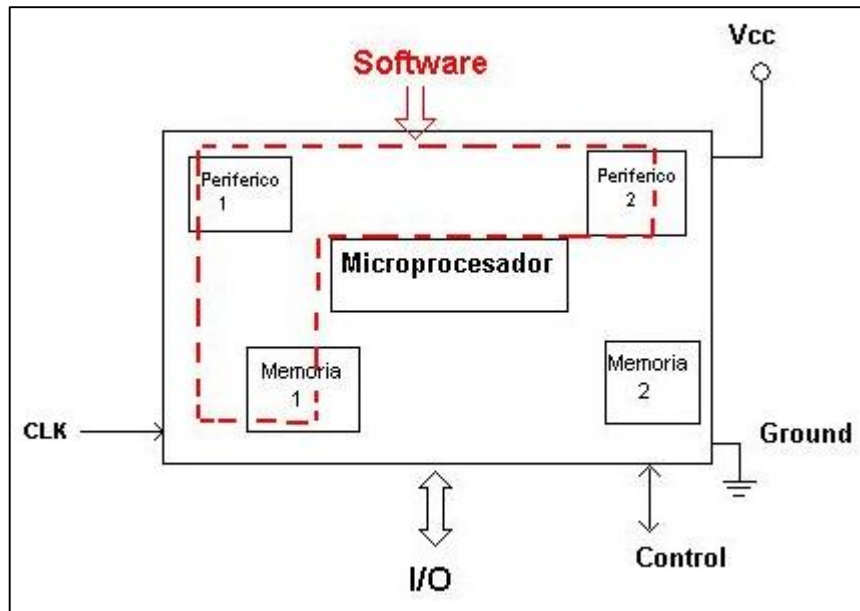 Vcc
Software
Periferico
1
Periferico
2
Microprocesador
Memoria
1
Memoria
2
CLK
Ground
Control
I/O